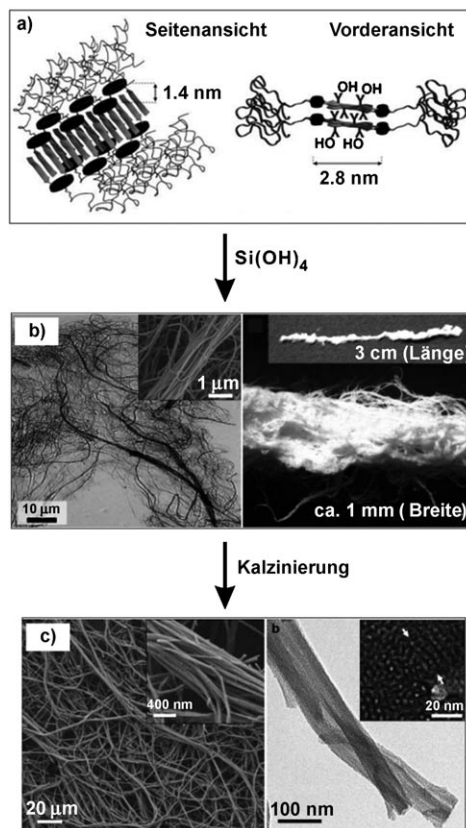 a) Seitenansicht Vorderansicht
1.4 nm
OH OH
HO HO
2.8 nm
Si(OH)4
b)
1 μm
10 μm
3 cm (Länge)
ca. 1 mm ( Breite)
Kalzinierung
c)
400 nm
20 μm
b
20 nm
100 nm